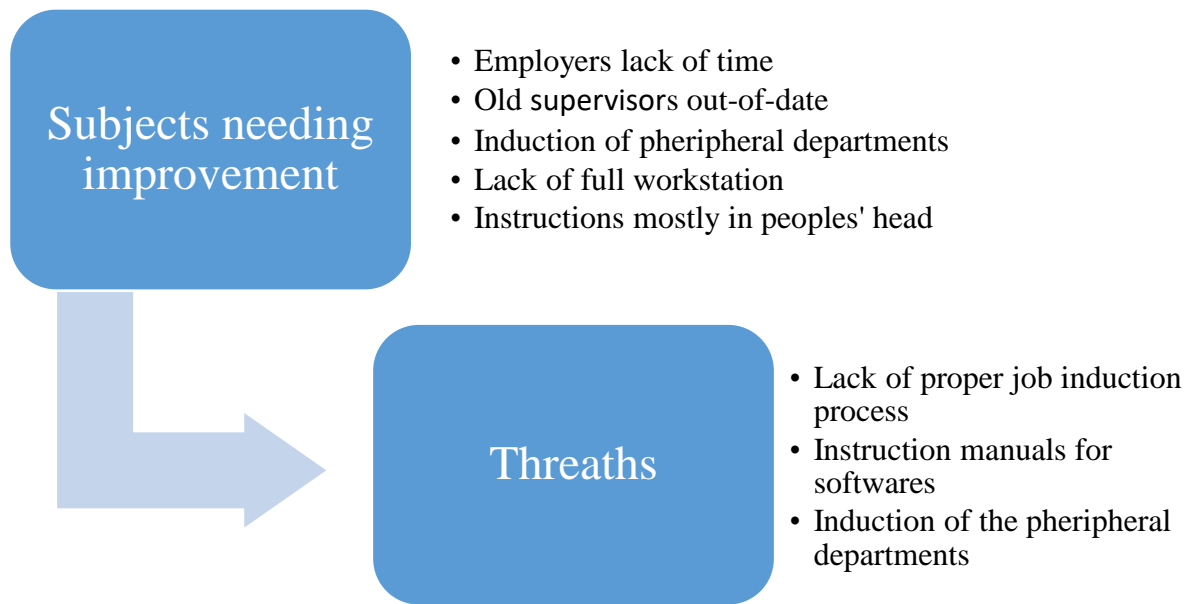 Subjects needing
improvement
• Employers lack of time
• Old supervisors out-of-date
• Induction of pheripheral departments
• Lack of full workstation
• Instructions mostly in peoples' head
Threaths
• Lack of proper job induction
process
• Instruction manuals for
softwares
• Induction of the pheripheral
departments